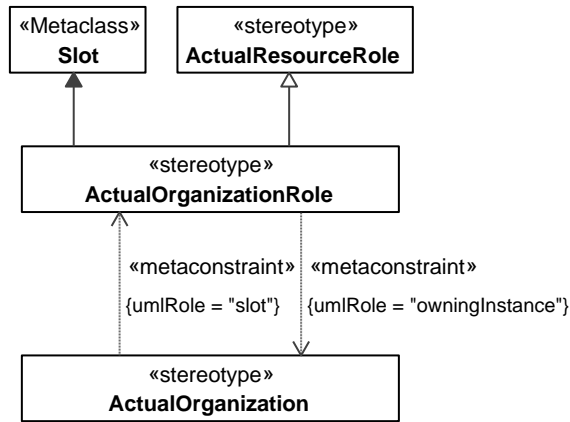 «Metaclass»
Slot
«stereotype»
ActualResourceRole
«stereotype»
ActualOrganizationRole
«metaconstraint»
{umlRole = "slot"}
«metaconstraint»
{umlRole = "owningInstance"}
«stereotype»
ActualOrganization